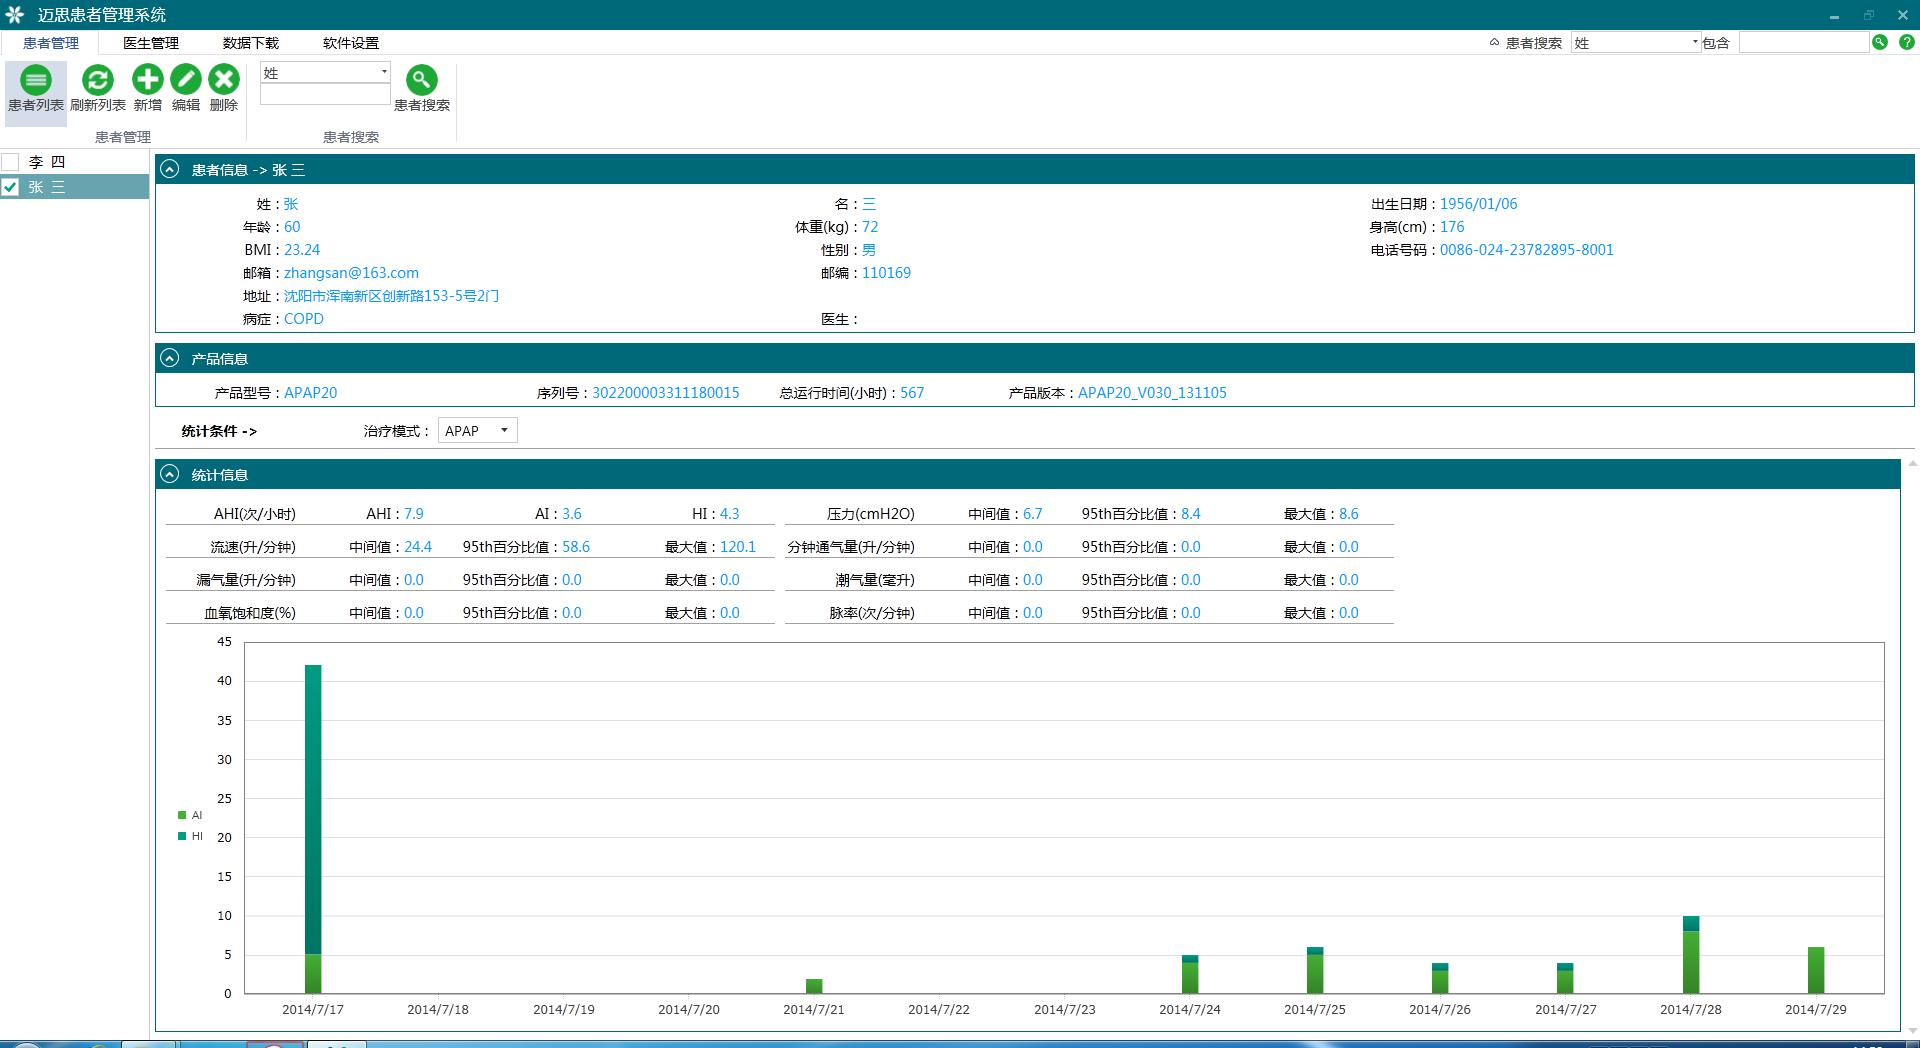 迈思患者管理系统
患者管理 医生管理 数据下载 软件设置 患者搜索 姓 包含
患者列表 刷新列表 新增 编辑 删除 姓 患者搜索
患者管理 患者搜索
李 四
张 三
患者信息 -> 张 三
姓：张 名：三 出生日期：1956/01/06
年龄：60 体重(kg)：72 身高(cm)：176
BMI：23.24 性别：男 电话号码：0086-024-23782895-8001
邮箱：zhangsan@163.com 邮编：110169
地址：沈阳市浑南新区创新路153-5号2门
病症：COPD 医生：
产品信息
产品型号：APAP20 序列号：302200003311180015 总运行时间(小时)：567 产品版本：APAP20_V030_131105
统计条件 -> 治疗模式： APAP
统计信息
AHI(次/小时) AHI：7.9 AI：3.6 HI：4.3 压力(cmH2O) 中间值：6.7 95th百分比值：8.4 最大值：8.6
流速(升/分钟) 中间值：24.4 95th百分比值：58.6 最大值：120.1 分钟通气量(升/分钟) 中间值：0.0 95th百分比值：0.0 最大值：0.0
漏气量(升/分钟) 中间值：0.0 95th百分比值：0.0 最大值：0.0 潮气量(毫升) 中间值：0.0 95th百分比值：0.0 最大值：0.0
血氧饱和度(%) 中间值：0.0 95th百分比值：0.0 最大值：0.0 脉率(次/分钟) 中间值：0.0 95th百分比值：0.0 最大值：0.0
45
40
35
30
25
AI
HI
20
15
10
5
0
2014/7/17 2014/7/18 2014/7/19 2014/7/20 2014/7/21 2014/7/22 2014/7/23 2014/7/24 2014/7/25 2014/7/26 2014/7/27 2014/7/28 2014/7/29